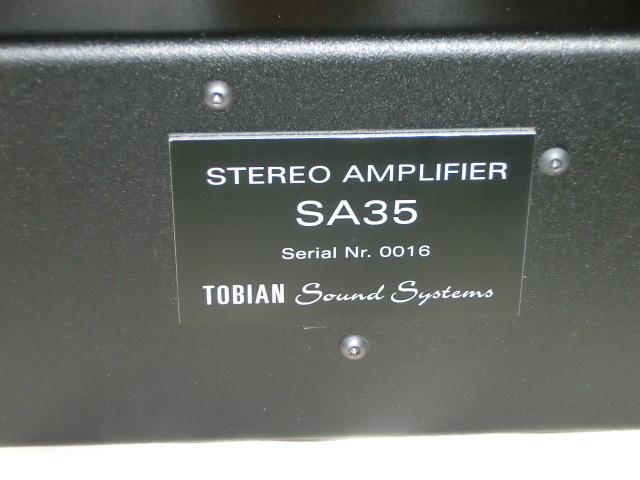 STEREO AMPLIFIER
SA35
Serial Nr. 0016
TOBIAN Sound Systems